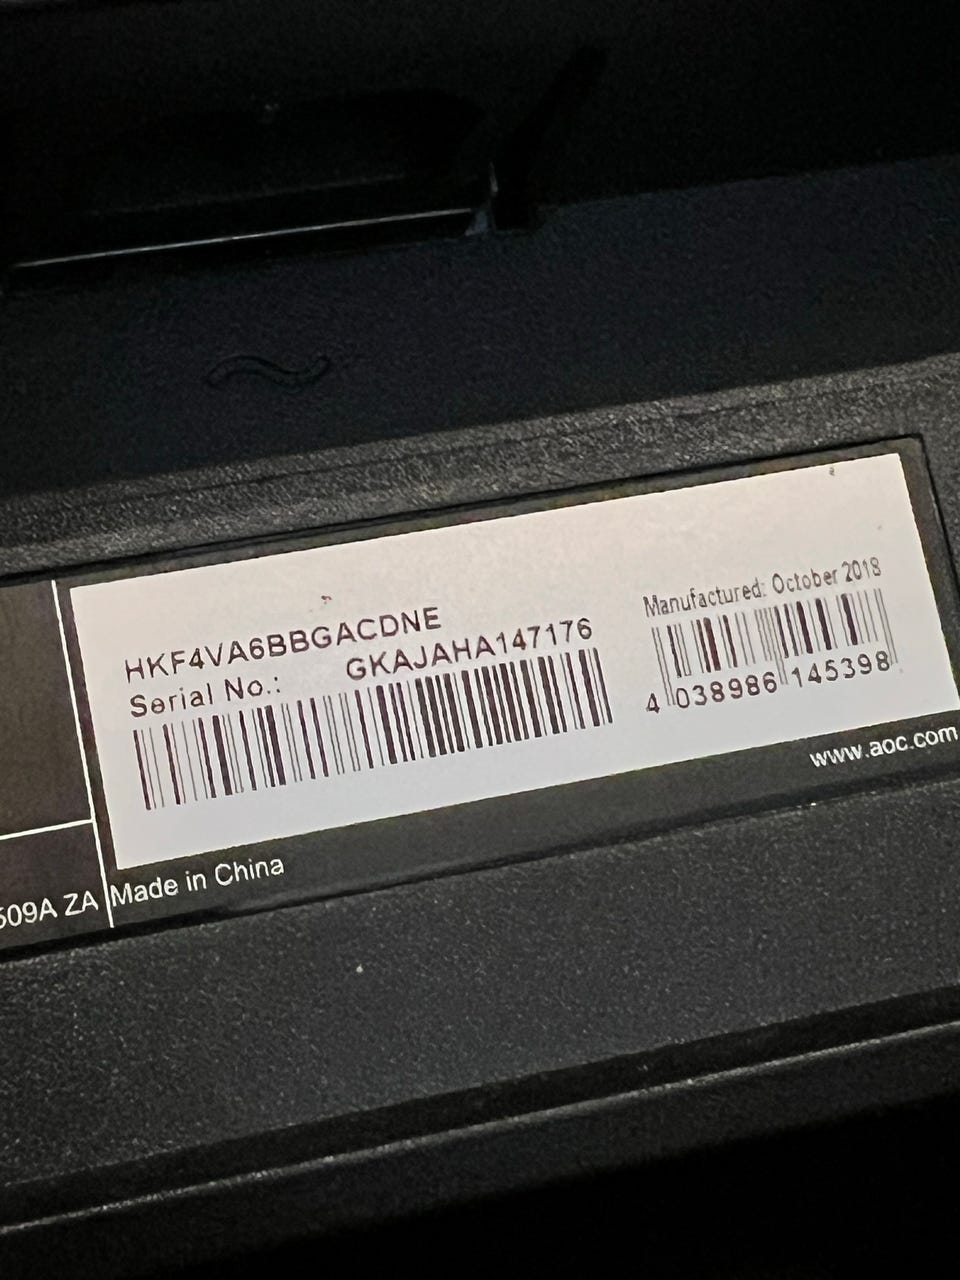 HKF4VA6BBGACDNE
Serial No.: GKAJAHA147176
Manufactured: October 2018
4 038986 145398
www.aoc.com
Made in China
509A ZA